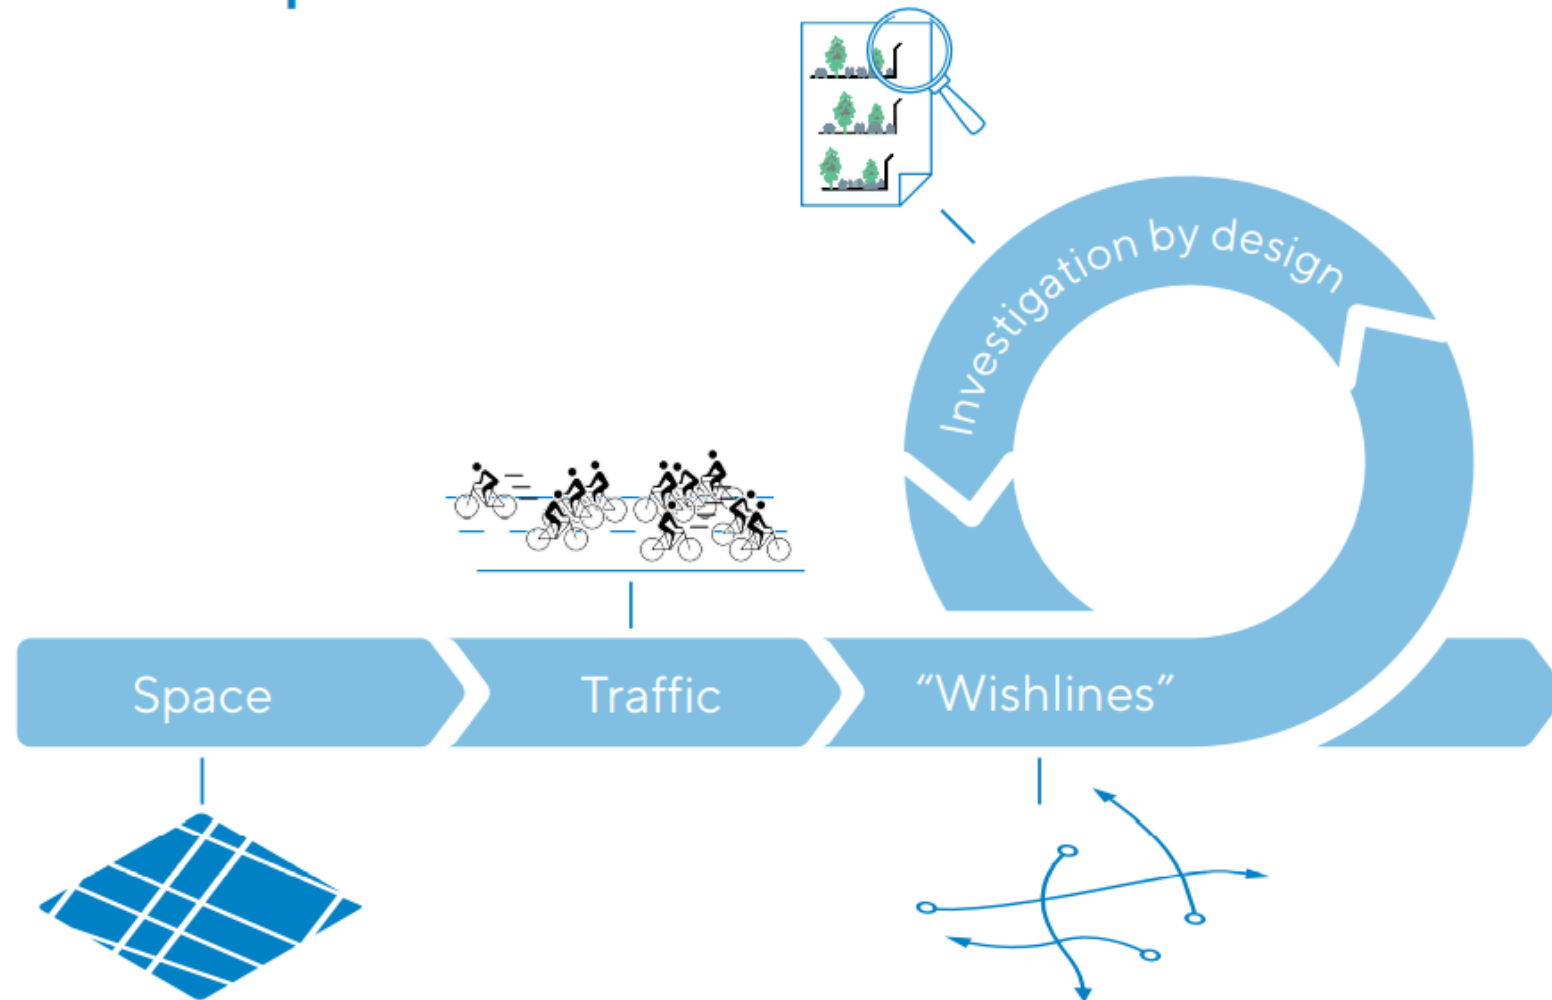 Investigation by design
Space
Traffic
“Wishlines”